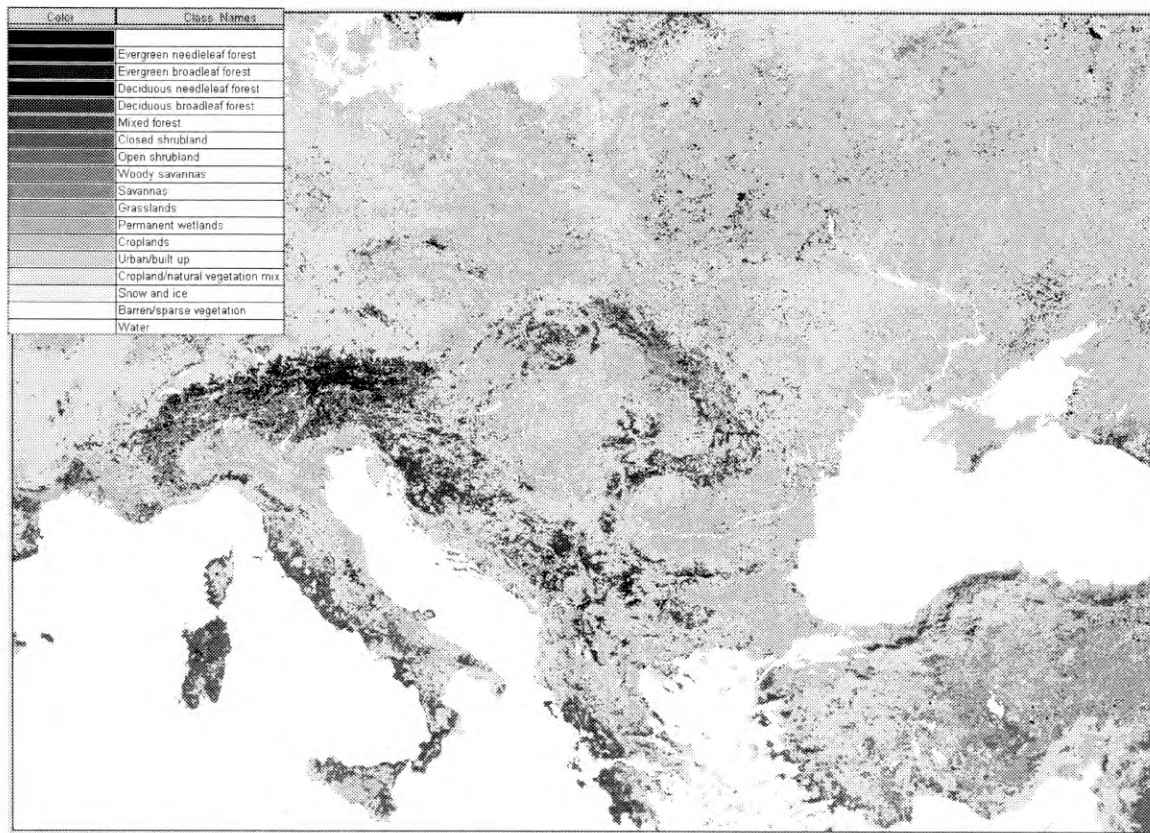 Color Class Names
Evergreen needleleaf forest
Evergreen broadleaf forest
Deciduous needleleaf forest
Deciduous broadleaf forest
Mixed forest
Closed shrubland
Open shrubland
Woody savannas
Savannas
Grasslands
Permanent wetlands
Croplands
Urban/built up
Cropland/natural vegetation mix
Snow and ice
Barren/sparse vegetation
Water